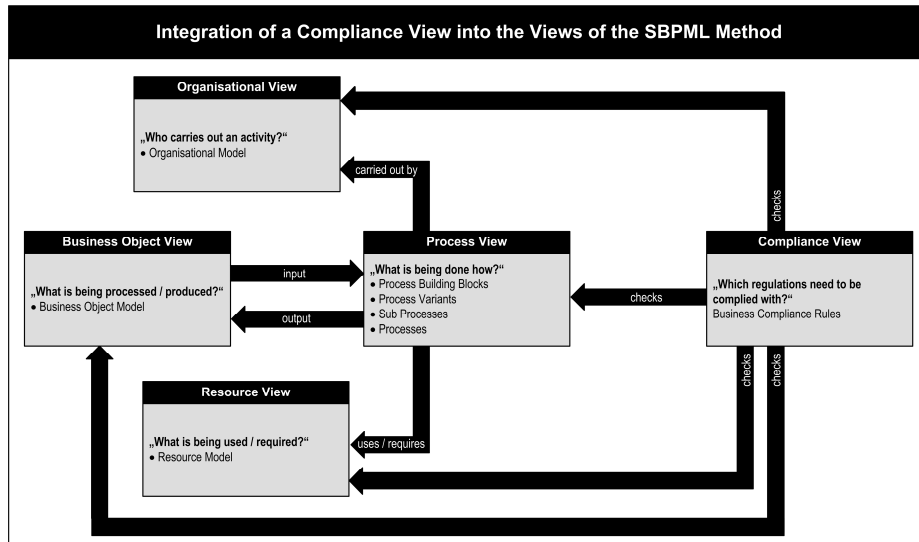 Integration of a Compliance View into the Views of the SBPML Method
Organisational View
„Who carries out an activity?“
● Organisational Model
carried out by
checks
Business Object View
„What is being processed / produced?“
● Business Object Model
input
output
Process View
„What is being done how?“
● Process Building Blocks
● Process Variants
● Sub Processes
● Processes
checks
Compliance View
„Which regulations need to be
complied with?“
Business Compliance Rules
checks
checks
Resource View
„What is being used / required?“
● Resource Model
uses / requires